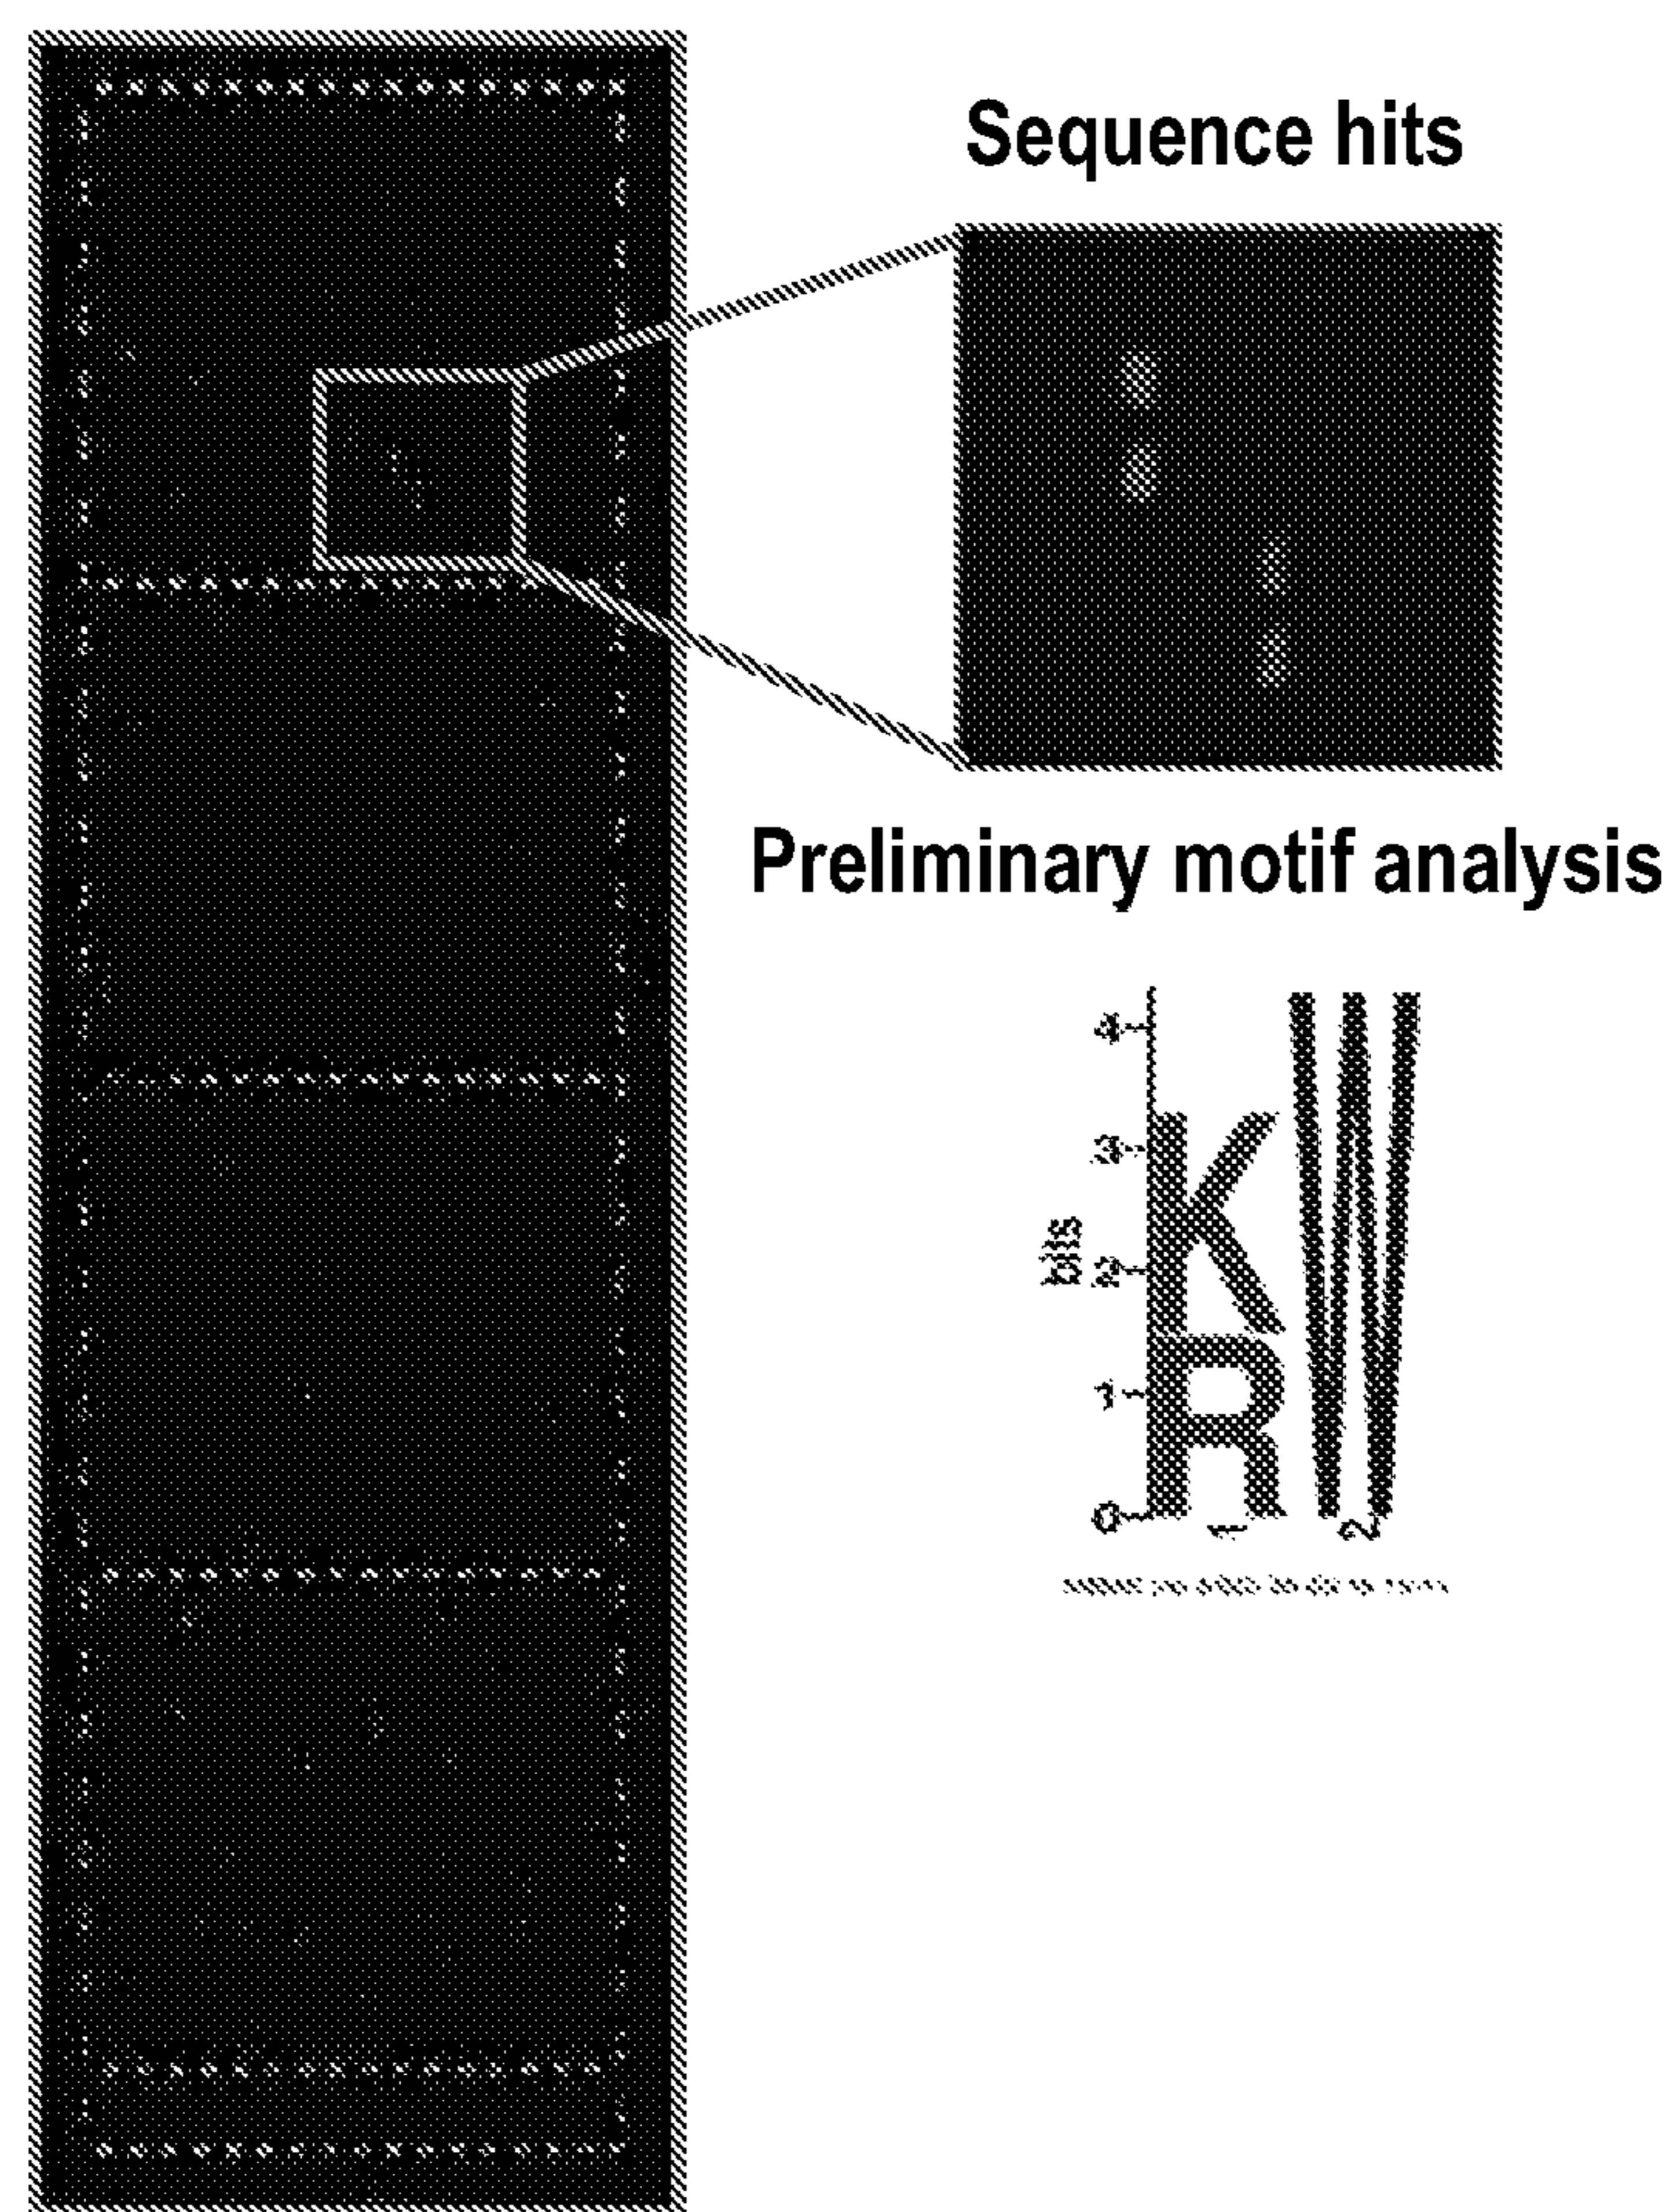 Sequence hits
Preliminary motif analysis
bits
4
3
2
1
0
K
R
W
1
2